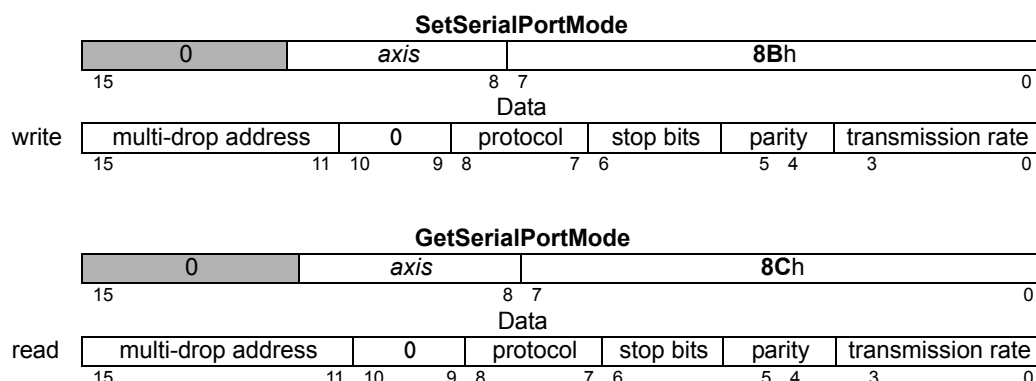 SetSerialPortMode
0 axis 8Bh
15 8 7 0
Data
write multi-drop address 0 protocol stop bits parity transmission rate
15 11 10 9 8 7 6 5 4 3 0
GetSerialPortMode
0 axis 8Ch
15 8 7 0
Data
read multi-drop address 0 protocol stop bits parity transmission rate
15 11 10 9 8 7 6 5 4 3 0